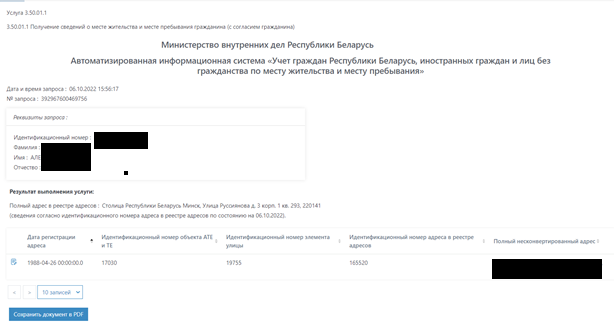 Услуга 3.50.01.1
3.50.01.1 Получение сведений о месте жительства и месте пребывания гражданина (с согласием гражданина)
Министерство внутренних дел Республики Беларусь
Автоматизированная информационная система «Учет граждан Республики Беларусь, иностранных граждан и лиц без
гражданства по месту жительства и месту пребывания»
Дата и время запроса : 06.10.2022 15:56:17
№ запроса : 392967600469756
Реквизиты запроса :
Идентификационный номер :
Фамилия :
Имя : АЛЕ
Отчество :
Результат выполнения услуги:
Полный адрес в реестре адресов : Столица Республики Беларусь Минск, Улица Руссиянова д. 3 корп. 1 кв. 293, 220141
(сведения согласно идентификационного номера адреса в реестре адресов по состоянию на 06.10.2022).
Дата регистрации адреса Идентификационный номер объекта АТЕ и ТЕ Идентификационный номер элемента улицы Идентификационный номер адреса в реестре адресов Полный несконвертированный адрес
1988-04-26 00:00:00.0 17030 19755 165520
« » 10 записей
Сохранить документ в PDF